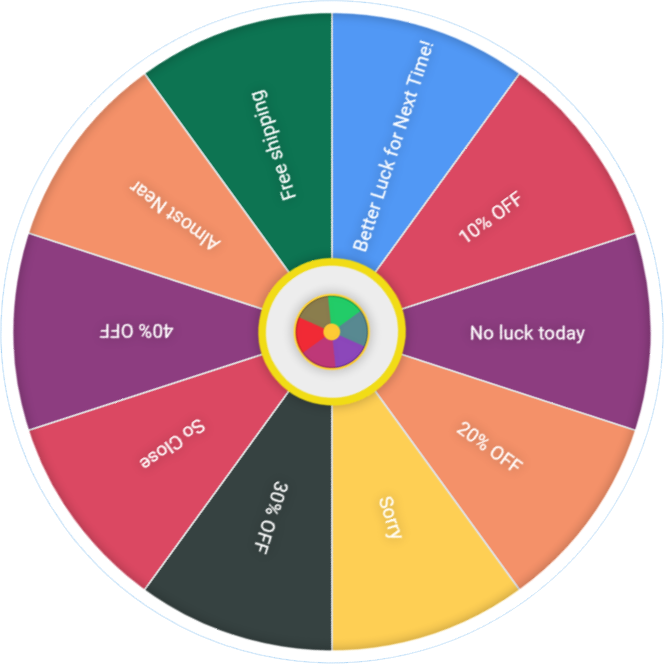 Better Luck for Next Time!
10% OFF
No luck today
20% OFF
Sorry
30% OFF
So Close
40% OFF
Almost Near
Free shipping